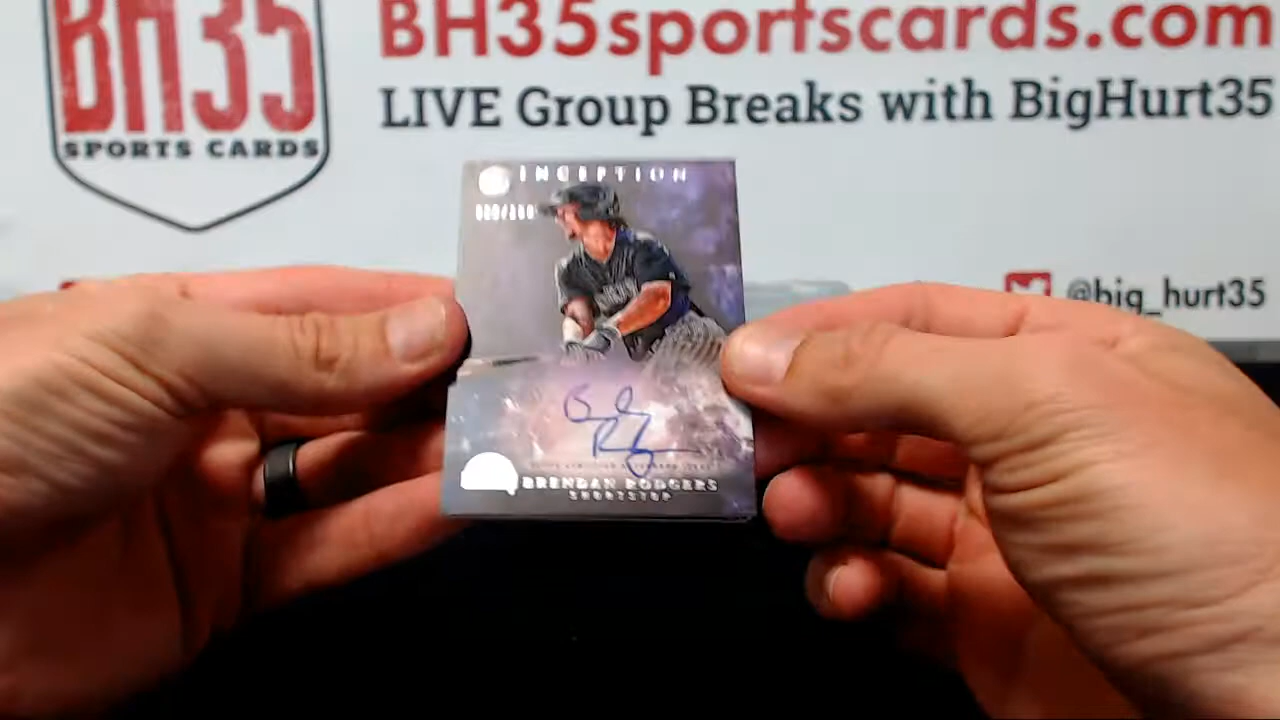 BH35
SPORTS CARDS
BH35sportscards.com
LIVE Group Breaks with BigHurt35
@big_hurt35
INCEPTION
BRENDAN RODGERS
SHORTSTOP